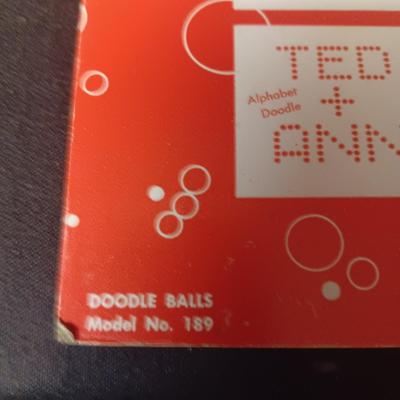 TED
Alphabet
Doodle
+
ANN
DOODLE BALLS
Model No. 189